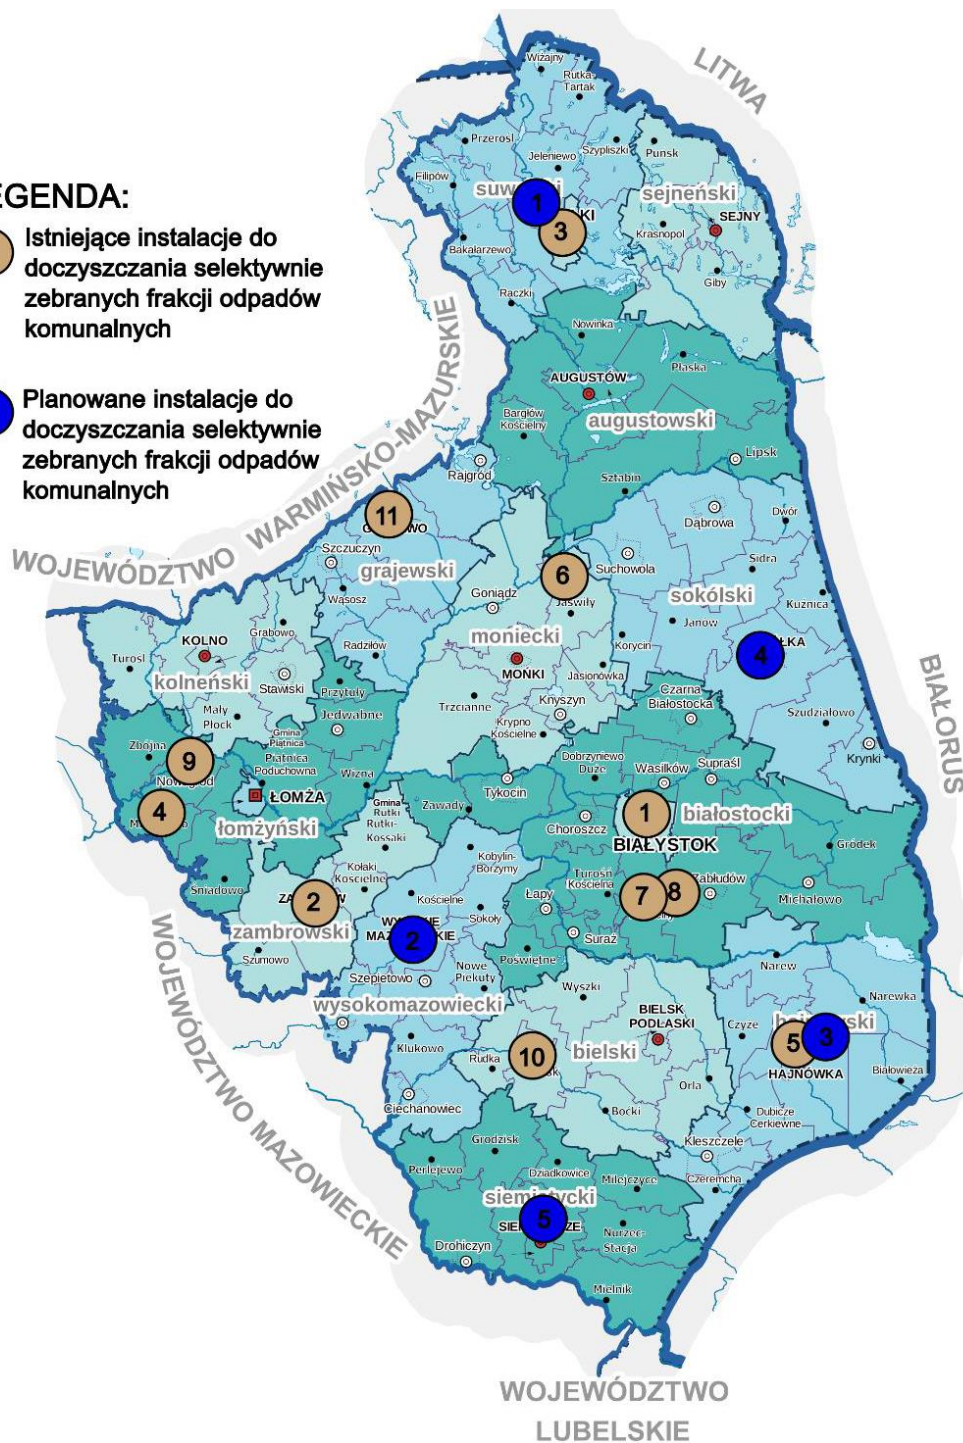 LITWA
EGENDA:
Istniejące instalacje do
doczyszczania selektywnie
zebranych frakcji odpadów
komunalnych
Planowane instalacje do
doczyszczania selektywnie
zebranych frakcji odpadów
komunalnych
WOJEWÓDZTWO WARMIŃSKO-MAZURSKIE
BIAŁORUS
WOJEWÓDZTWO MAZOWIECKIE
WOJEWÓDZTWO
LUBELSKIE
Wiżajny
Rutka-
Tartak
Przerośl
Szypliszki
Puńsk
Jeleniewo
Filipów
sejneński
1
KI
SEJNY
3
Krasnopol
Bakałarzewo
Giby
Raczki
Nowinka
Płaska
AUGUSTÓW
Bargłów
Kościelny
augustowski
Lipsk
Rajgród
Sztabin
11
Dąbrowa
Dwór
Szczuczyn
grajewski
6
Suchowola
Sidra
Wąsosz
Goniądz
Jaświły
sokólski
Kuźnica
Grabowo
Janów
KOLNO
moniecki
Korycin
Radziłów
4
ŁKA
Turośl
kolneński
Stawiski
MOŃKI
Jasionówka
Przytuły
Trzcianne
Knyszyn
Czarna
Białostocka
Mały
Płock
Jedwabne
Krypno
Kościelne
Szudziałowo
Zbójna
Gmina
Piątnica
Piątnica
Poduchowna
Dobrzyniewo
Duże
Wasilków
Supraśl
Krynki
9
Wizna
Tykocin
ŁOMŻA
Gmina
Rutki
Rutki-
Kossaki
Zawady
4
1
białostocki
łomżyński
Choroszcz
BIAŁYSTOK
Gródek
Kobylin-
Borzymy
Kołaki
Kościelne
Turośń
Kościelna
Zabłudów
Śniadowo
2
Kościelne
Łapy
7
8
Michałowo
Sokoły
zambrowski
2
Suraż
Szumowo
Poświętne
Narew
Szepietowo
Nowe
Piekuty
Wyszki
wysokomazowiecki
BIELSK
PODLASKI
Narewka
Czyże
Klukowo
Rudka
10
bielski
5
3
HAJNÓWKA
Białowieża
Orla
Ciechanowiec
Boćki
Dubicze
Cerkiewne
Grodzisk
Kleszczele
Perlejewo
Dziadkowice
Milejczyce
Czeremcha
siemiatycki
5
Nurzec-
Stacja
Drohiczyn
Mielnik